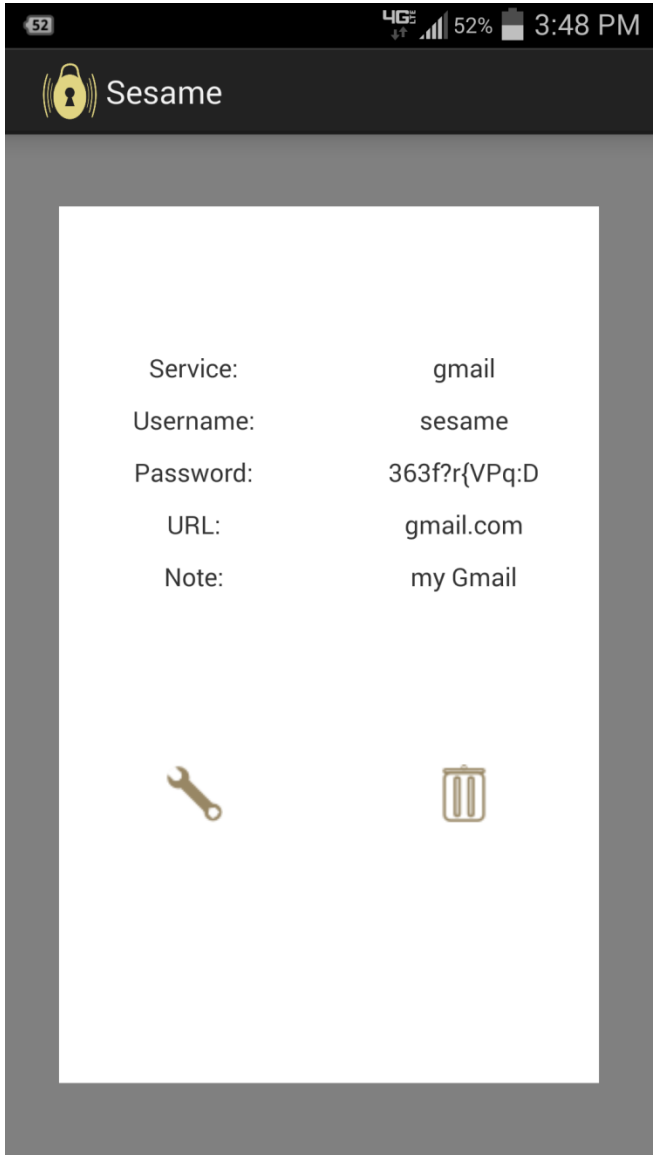 52
4G LTE 52% 3:48 PM
Sesame
Service: gmail
Username: sesame
Password: 363f?r{VPq:D
URL: gmail.com
Note: my Gmail